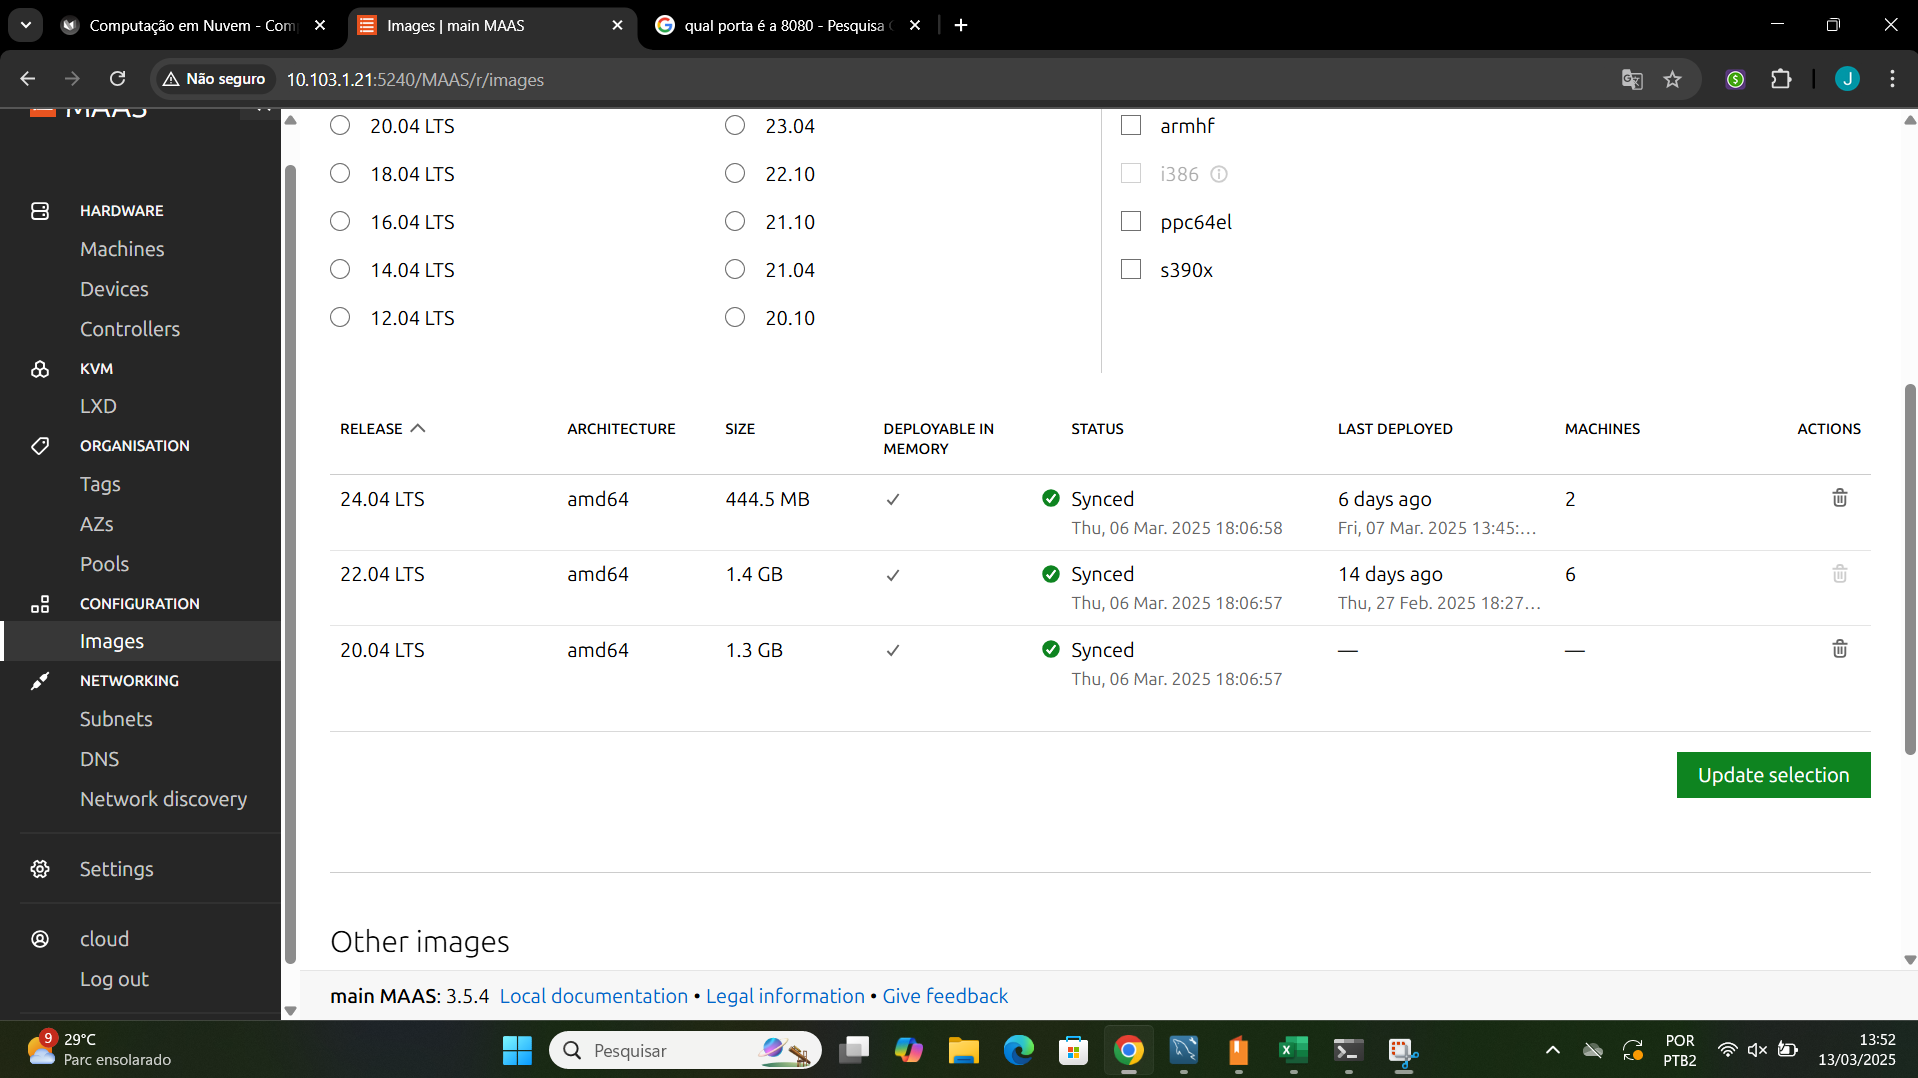 Computação em Nuvem - Com
Images | main MAAS
qual porta é a 8080 - Pesquisa
Não seguro
10.103.1.21:5240/MAAS/r/images
J
MAAS
HARDWARE
Machines
Devices
Controllers
KVM
LXD
ORGANISATION
Tags
AZs
Pools
CONFIGURATION
Images
NETWORKING
Subnets
DNS
Network discovery
Settings
cloud
Log out
20.04 LTS 23.04 armhf
18.04 LTS 22.10 i386
16.04 LTS 21.10 ppc64el
14.04 LTS 21.04 s390x
12.04 LTS 20.10
RELEASE ARCHITECTURE SIZE DEPLOYABLE IN STATUS LAST DEPLOYED MACHINES ACTIONS
MEMORY
24.04 LTS amd64 444.5 MB Synced 6 days ago 2
Thu, 06 Mar. 2025 18:06:58 Fri, 07 Mar. 2025 13:45:…
22.04 LTS amd64 1.4 GB Synced 14 days ago 6
Thu, 06 Mar. 2025 18:06:57 Thu, 27 Feb. 2025 18:27…
20.04 LTS amd64 1.3 GB Synced — —
Thu, 06 Mar. 2025 18:06:57
Update selection
Other images
main MAAS: 3.5.4 Local documentation • Legal information • Give feedback
9
29°C
Parc ensolarado
Pesquisar
POR
PTB2
13:52
13/03/2025